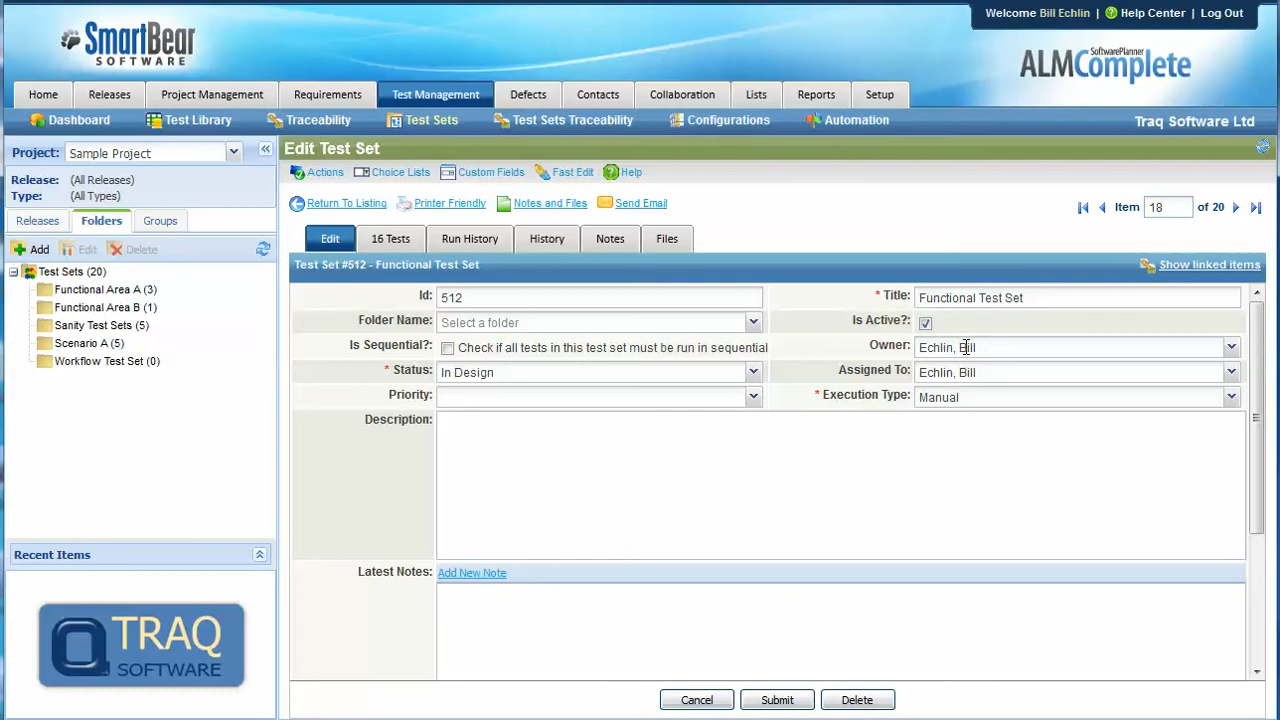 Welcome Bill Echlin | Help Center | Log Out
SmartBear
SOFTWARE
SOFTWAREPLANNER
ALMComplete
Home Releases Project Management Requirements Test Management Defects Contacts Collaboration Lists Reports Setup
Dashboard Test Library Traceability Test Sets Test Sets Traceability Configurations Automation Traq Software Ltd
Project: Sample Project
Release: (All Releases)
Type: (All Types)
Releases Folders Groups
Add Edit Delete
Test Sets (20)
Functional Area A (3)
Functional Area B (1)
Sanity Test Sets (5)
Scenario A (5)
Workflow Test Set (0)
Recent Items
TRAQ
SOFTWARE
Edit Test Set
Actions Choice Lists Custom Fields Fast Edit Help
Return To Listing Printer Friendly Notes and Files Send Email Item 18 of 20
Edit 16 Tests Run History History Notes Files
Test Set #512 - Functional Test Set Show linked items
Id: 512 * Title: Functional Test Set
Folder Name: Select a folder Is Active?:
Is Sequential?: Check if all tests in this test set must be run in sequential Owner: Echlin, Bill
* Status: In Design Assigned To: Echlin, Bill
Priority: * Execution Type: Manual
Description:
Latest Notes: Add New Note
Cancel Submit Delete